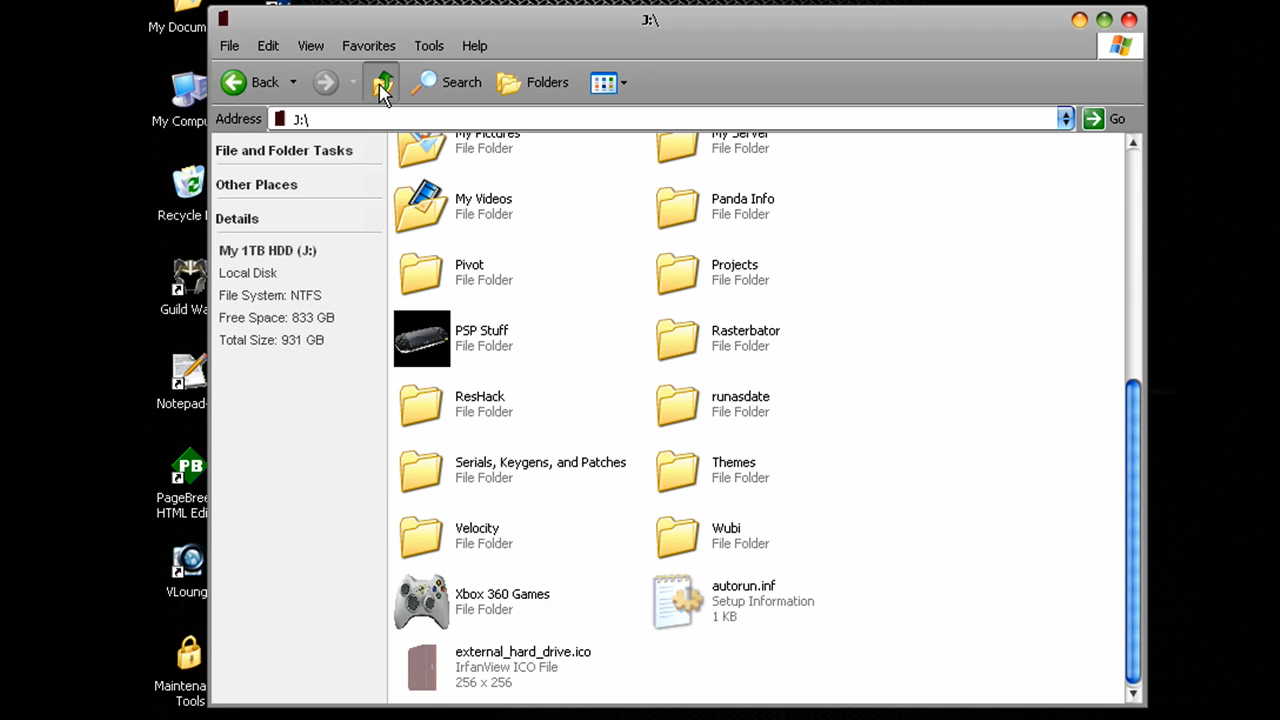 My Docum
J:\
File Edit View Favorites Tools Help
Back Search Folders
Address J:\ Go
My Compu
Recycle
Guild Wa
Notepad
PB
PageBree
HTML Edi
VLoung
Maintena
Tools
File and Folder Tasks
Other Places
Details
My 1TB HDD (J:)
Local Disk
File System: NTFS
Free Space: 833 GB
Total Size: 931 GB
My Pictures
File Folder
My Server
File Folder
My Videos
File Folder
Panda Info
File Folder
Pivot
File Folder
Projects
File Folder
PSP Stuff
File Folder
Rasterbator
File Folder
ResHack
File Folder
runasdate
File Folder
Serials, Keygens, and Patches
File Folder
Themes
File Folder
Velocity
File Folder
Wubi
File Folder
Xbox 360 Games
File Folder
autorun.inf
Setup Information
1 KB
external_hard_drive.ico
IrfanView ICO File
256 x 256